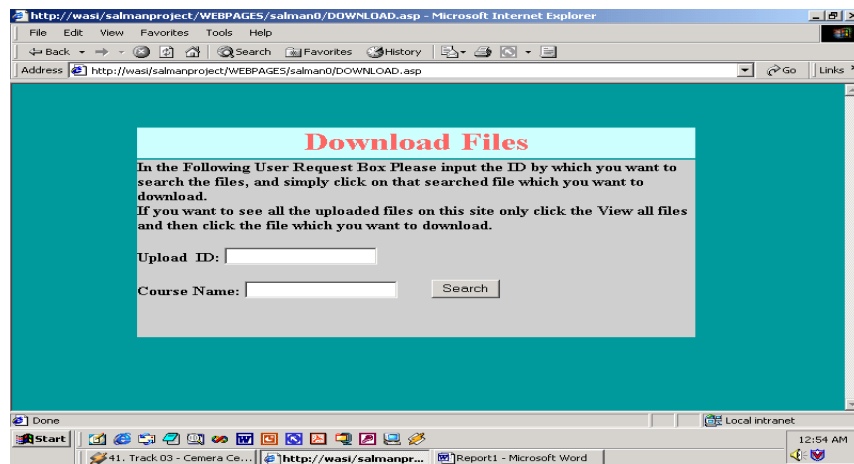 http://wasi/salmanproject/WEBPAGES/salman0/DOWNLOAD.asp - Microsoft Internet Explorer
File Edit View Favorites Tools Help
Back Search Favorites History
Address http://wasi/salmanproject/WEBPAGES/salman0/DOWNLOAD.asp Go Links
Download Files
In the Following User Request Box Please input the ID by which you want to
search the files, and simply click on that searched file which you want to
download.
If you want to see all the uploaded files on this site only click the View all files
and then click the file which you want to download.
Upload ID:
Course Name: Search
Done Local intranet
Start 12:54 AM
41. Track 03 - Cemera Ce... http://wasi/salmanpr... Report1 - Microsoft Word